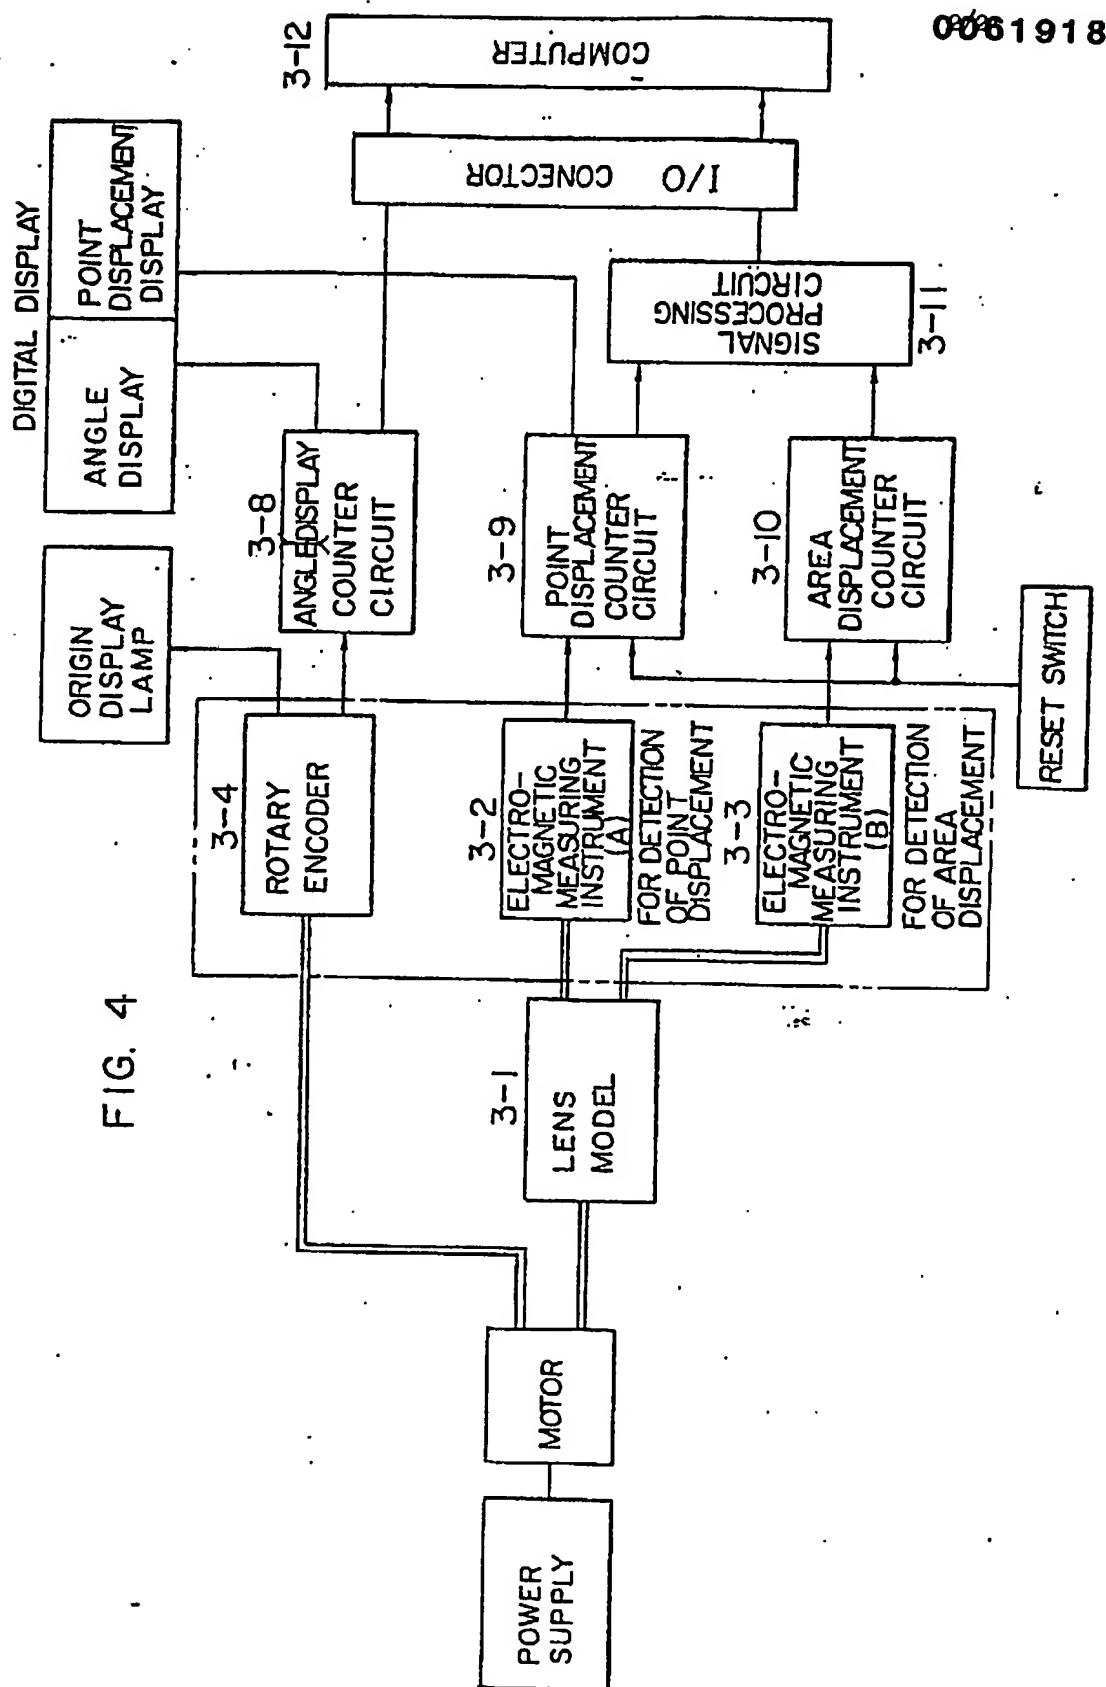 0061918
FIG. 4
DIGITAL DISPLAY
ANGLE
DISPLAY
POINT
DISPLACEMENT
DISPLAY
ORIGIN
DISPLAY
LAMP
3-8
ANGLE DISPLAY
COUNTER
CIRCUIT
3-9
POINT
DISPLACEMENT
COUNTER
CIRCUIT
3-10
AREA
DISPLACEMENT
COUNTER
CIRCUIT
3-12
COMPUTER
I/O CONECTOR
SIGNAL
PROCESSING
CIRCUIT
3-11
3-4
ROTARY
ENCODER
3-2
ELECTRO-
MAGNETIC
MEASURING
INSTRUMENT
(A)
FOR DETECTION
OF POINT
DISPLACEMENT
3-3
ELECTRO-
MAGNETIC
MEASURING
INSTRUMENT
(B)
FOR DETECTION
OF AREA
DISPLACEMENT
RESET SWITCH
3-1
LENS
MODEL
MOTOR
POWER
SUPPLY